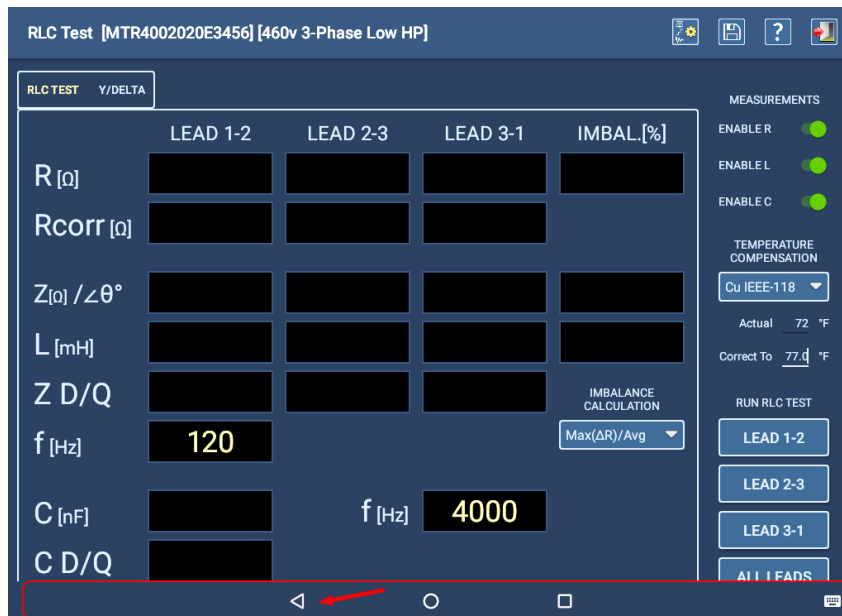 RLC Test [MTR4002020E3456] [460v 3-Phase Low HP]
RLC TEST Y/DELTA
LEAD 1-2 LEAD 2-3 LEAD 3-1 IMBAL.[%]
R [Ω]
Rcorr [Ω]
Z[Ω] /∠θ°
L [mH]
Z D/Q
IMBALANCE
CALCULATION
Max(ΔR)/Avg
f [Hz] 120
C [nF] f [Hz] 4000
C D/Q
MEASUREMENTS
ENABLE R
ENABLE L
ENABLE C
TEMPERATURE
COMPENSATION
Cu IEEE-118
Actual 72 °F
Correct To 77.0 °F
RUN RLC TEST
LEAD 1-2
LEAD 2-3
LEAD 3-1
ALL LEADS